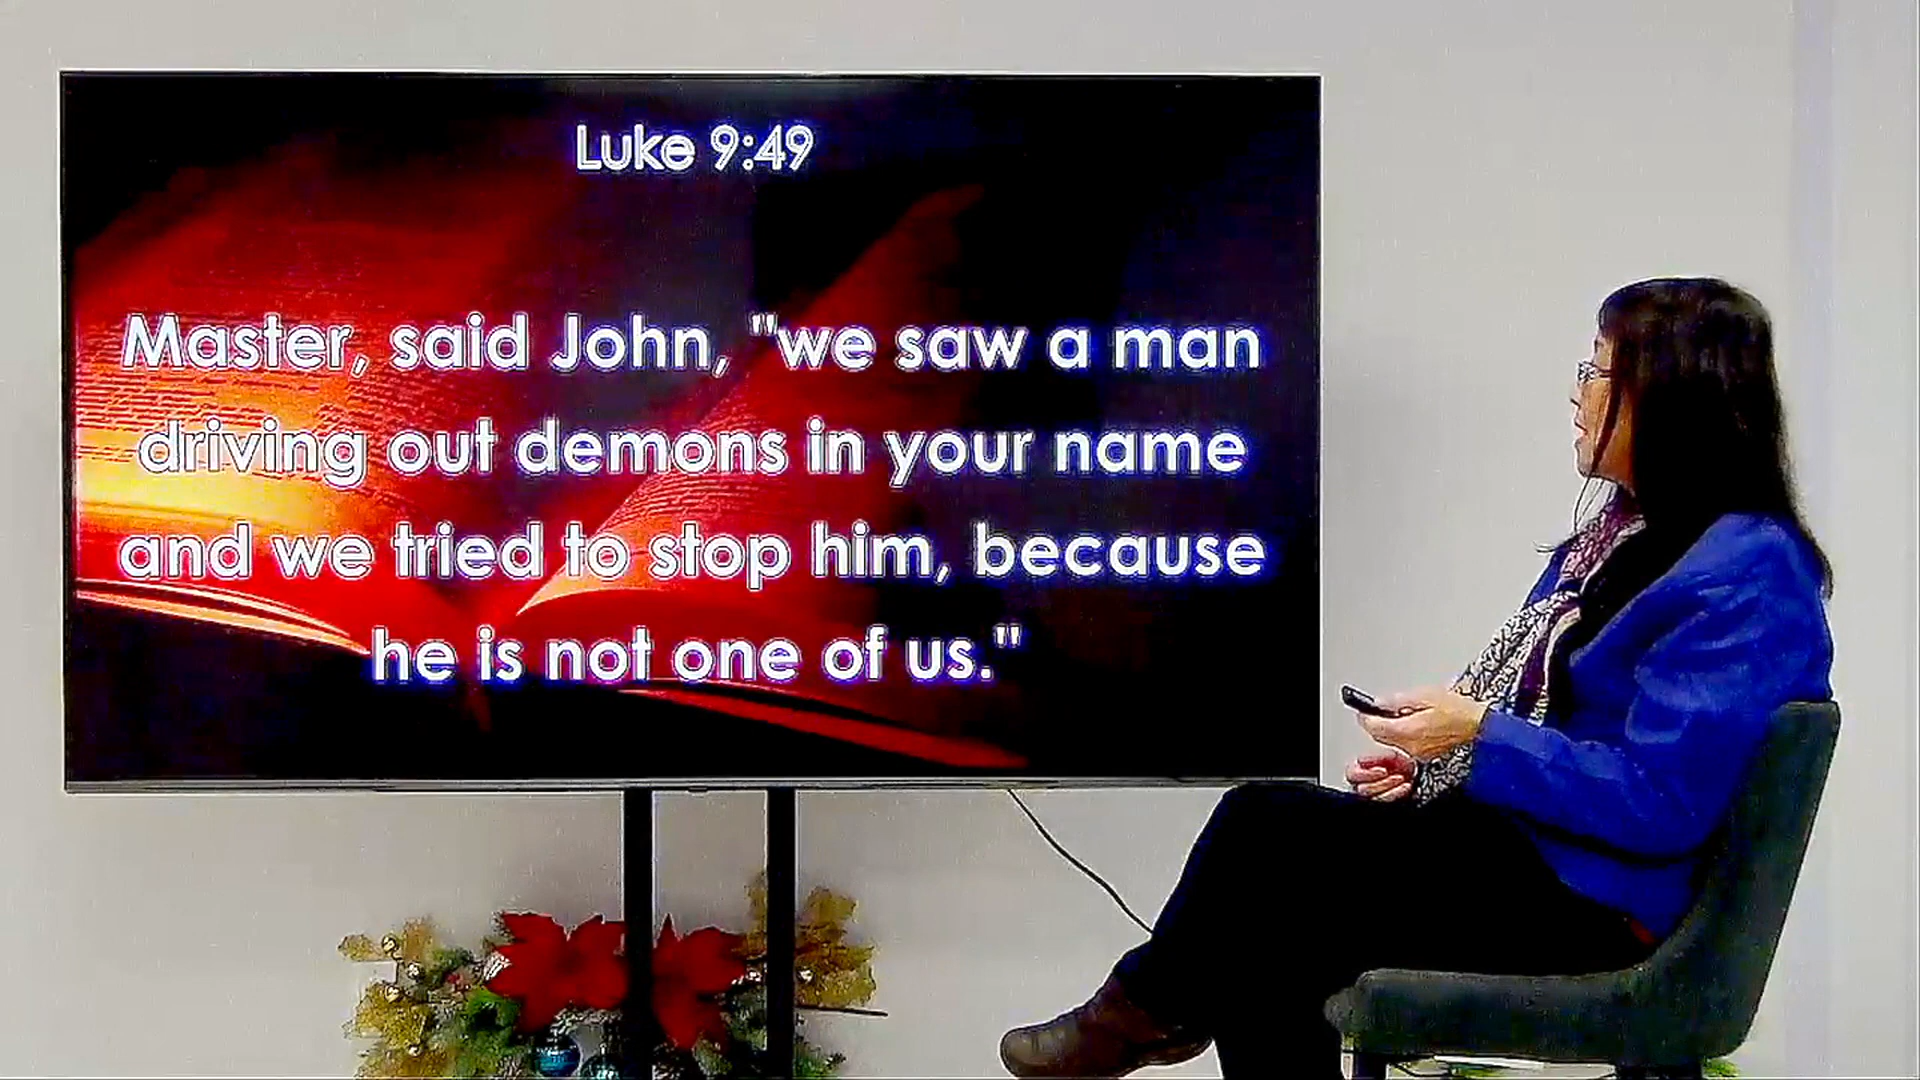 Luke 9:49
Master, said John, "we saw a man
driving out demons in your name
and we tried to stop him, because
he is not one of us."